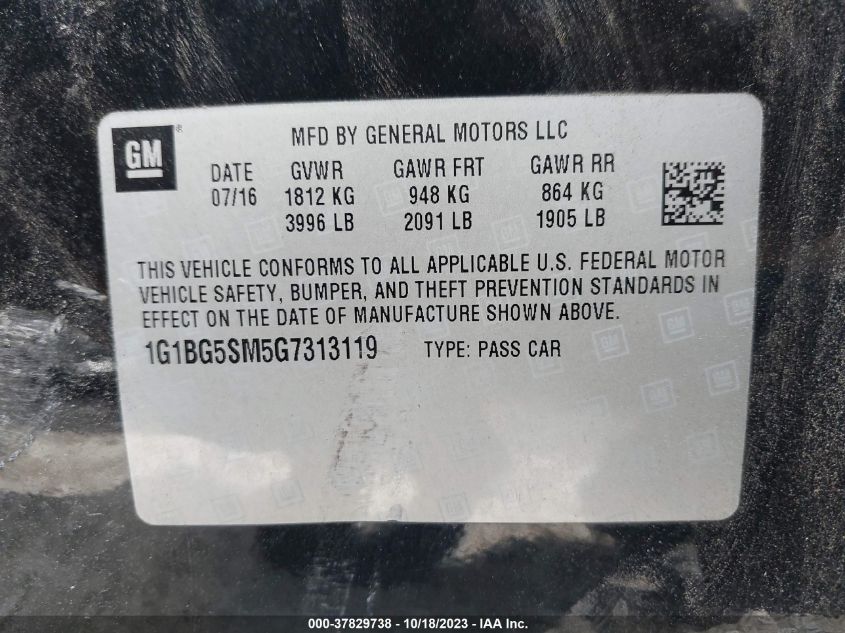 GM ® MFD BY GENERAL MOTORS LLC
DATE GVWR GAWR FRT GAWR RR
07/16 1812 KG 948 KG 864 KG
3996 LB 2091 LB 1905 LB
THIS VEHICLE CONFORMS TO ALL APPLICABLE U.S. FEDERAL MOTOR
VEHICLE SAFETY, BUMPER, AND THEFT PREVENTION STANDARDS IN
EFFECT ON THE DATE OF MANUFACTURE SHOWN ABOVE.
1G1BG5SM5G7313119 TYPE: PASS CAR
000-37829738 - 10/18/2023 - IAA Inc.